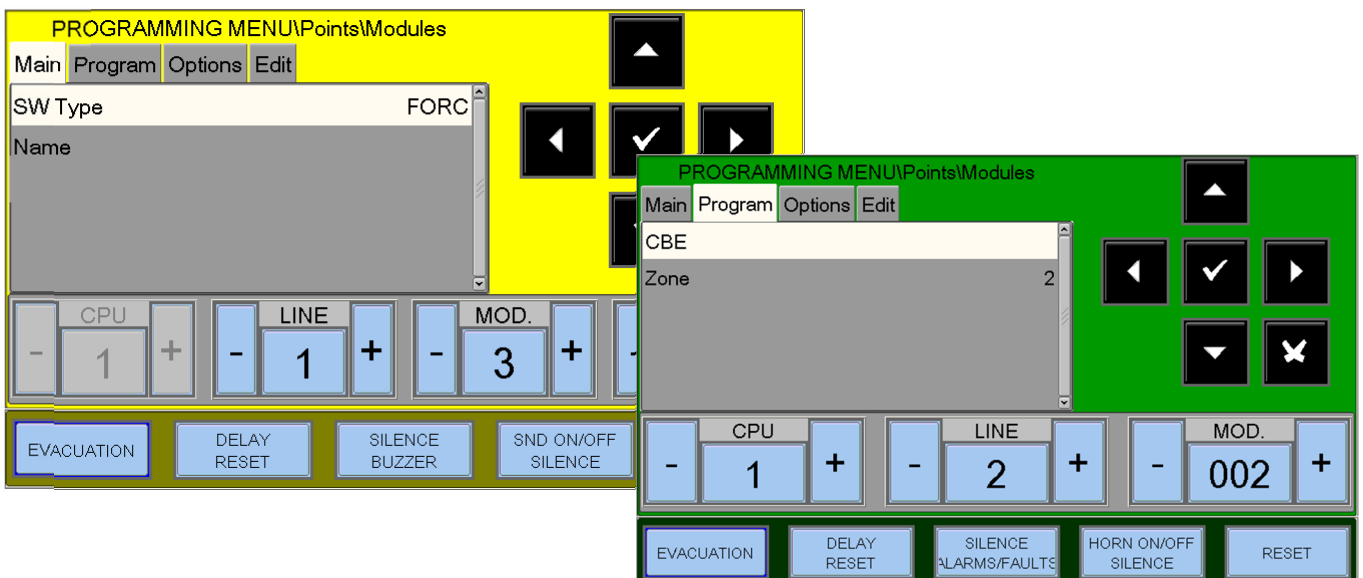 PROGRAMMING MENU\Points\Modules
Main Program Options Edit
SW Type FORC
Name
CPU LINE MOD.
- 1 + - 1 + - 3 + -
EVACUATION
DELAY
RESET
SILENCE
BUZZER
SND ON/OFF
SILENCE
PROGRAMMING MENU\Points\Modules
Main Program Options Edit
CBE
Zone 2
CPU LINE MOD.
- 1 + - 2 + - 002 +
EVACUATION
DELAY
RESET
SILENCE
ALARMS/FAULTS
HORN ON/OFF
SILENCE
RESET